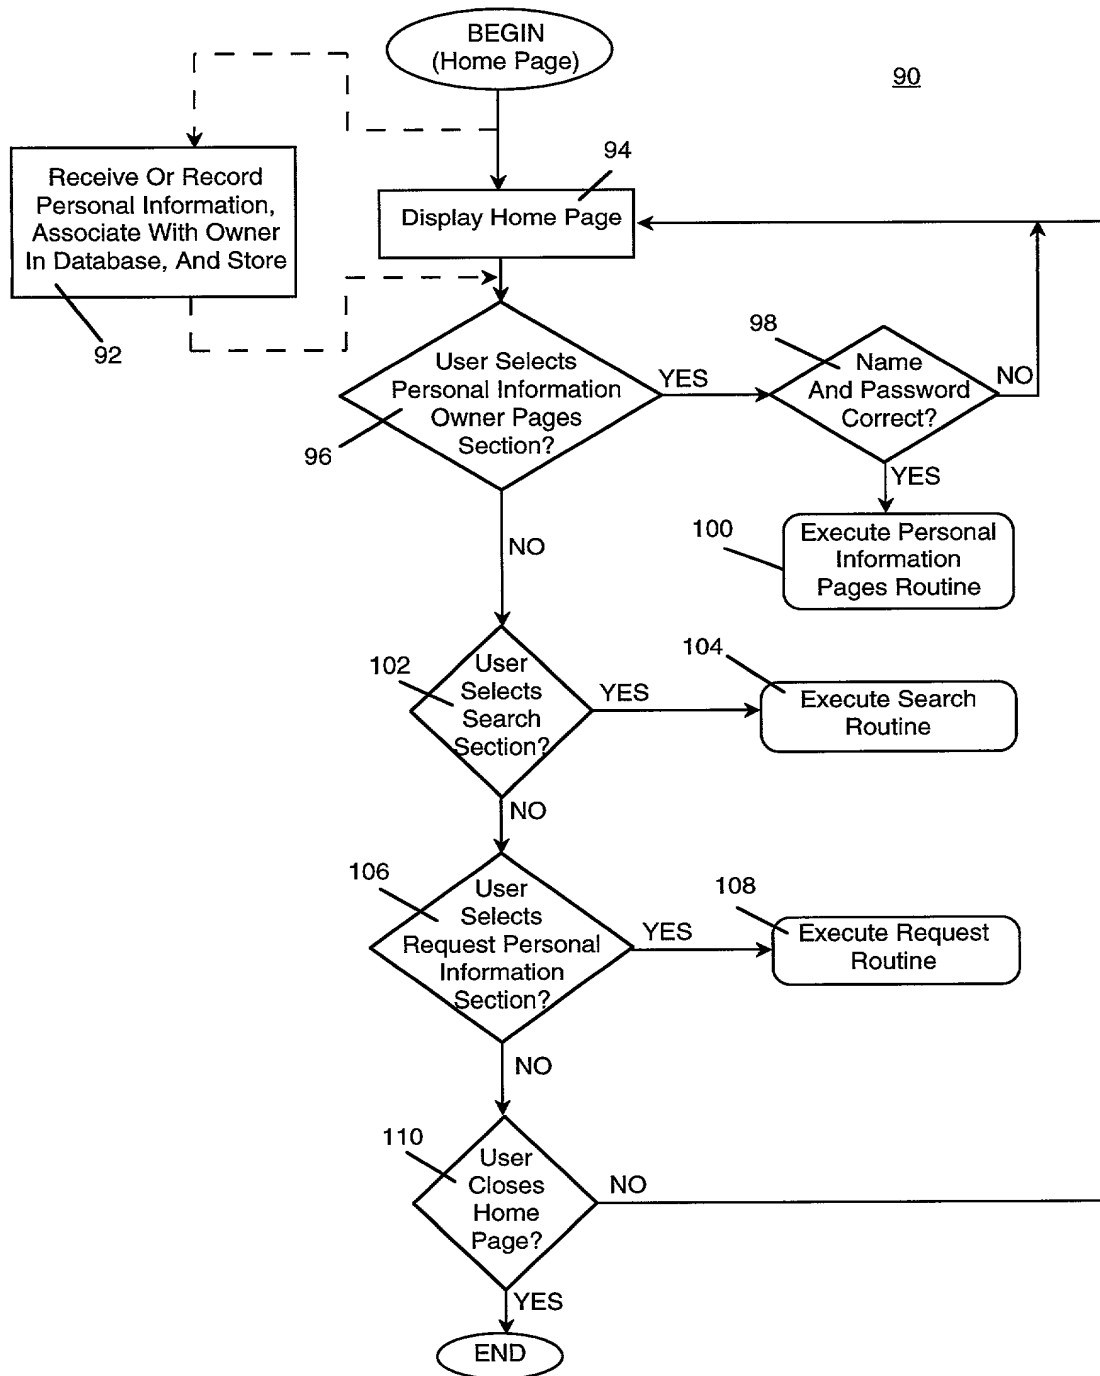 BEGIN
(Home Page)
90
94
Receive Or Record
Personal Information,
Associate With Owner
In Database, And Store
Display Home Page
92
98
User Selects
Personal Information
Owner Pages
Section?
YES
Name
And Password
Correct?
NO
96
YES
NO
100
Execute Personal
Information
Pages Routine
102
User
Selects
Search
Section?
YES
104
Execute Search
Routine
NO
106
User
Selects
Request Personal
Information
Section?
YES
108
Execute Request
Routine
NO
110
User
Closes
Home
Page?
NO
YES
END